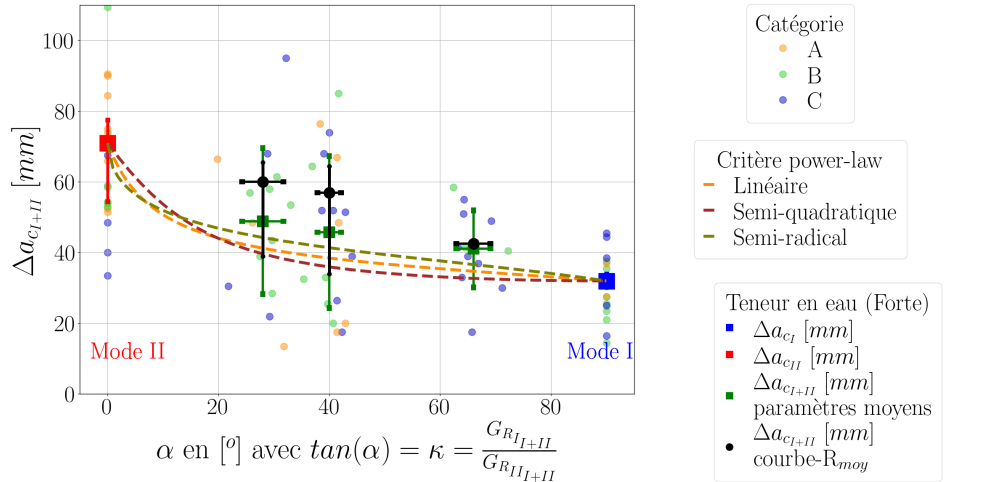 100
80
60
40
20
0
Δa_{c_{I+II}} [mm]
Mode II
Mode I
0
20
40
60
80
α en [°] avec tan(α) = κ = G_{R_{I_{I+II}}} / G_{R_{II_{I+II}}}
Catégorie
A
B
C
Critère power-law
Linéaire
Semi-quadratique
Semi-radical
Teneur en eau (Forte)
Δa_{c_I} [mm]
Δa_{c_{II}} [mm]
Δa_{c_{I+II}} [mm]
paramètres moyens
Δa_{c_{I+II}} [mm]
courbe-R_{moy}